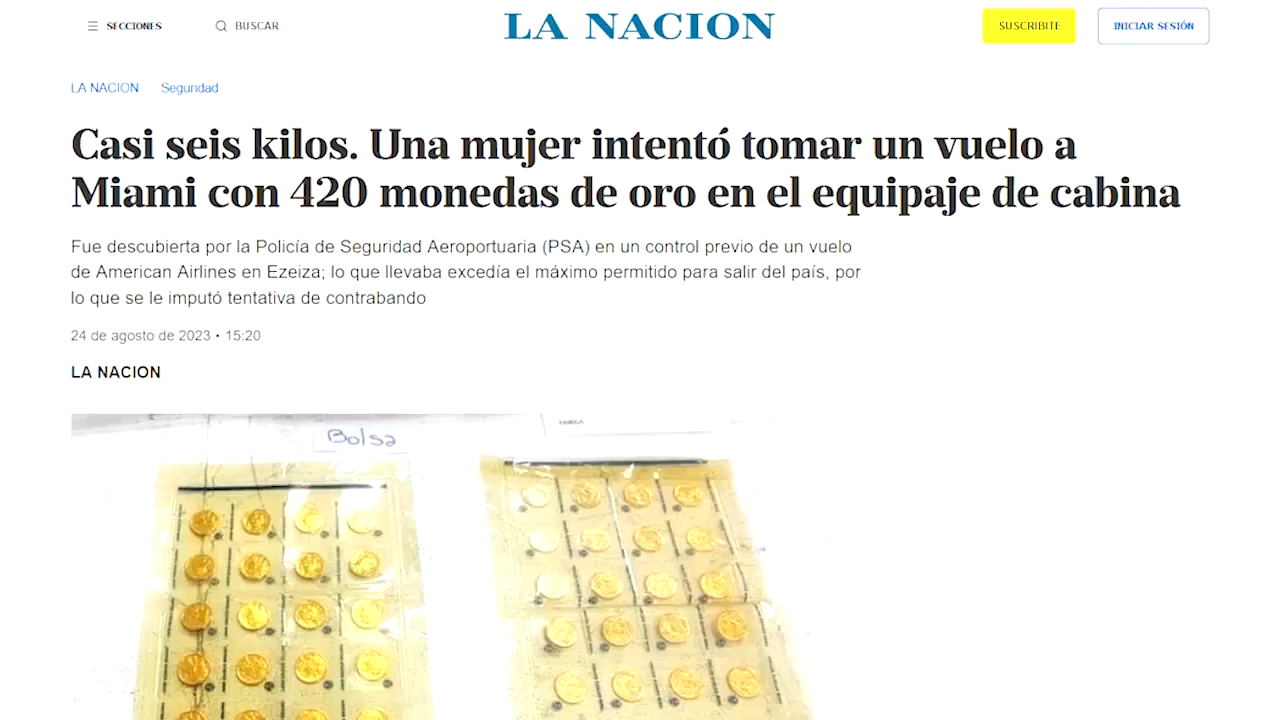 SECCIONES
BUSCAR
LA NACION
SUSCRIBITE
INICIAR SESIÓN
LA NACION
Seguridad
Casi seis kilos. Una mujer intentó tomar un vuelo a
Miami con 420 monedas de oro en el equipaje de cabina
Fue descubierta por la Policía de Seguridad Aeroportuaria (PSA) en un control previo de un vuelo
de American Airlines en Ezeiza; lo que llevaba excedía el máximo permitido para salir del país, por
lo que se le imputó tentativa de contrabando
24 de agosto de 2023 • 15:20
LA NACION
Bolsa